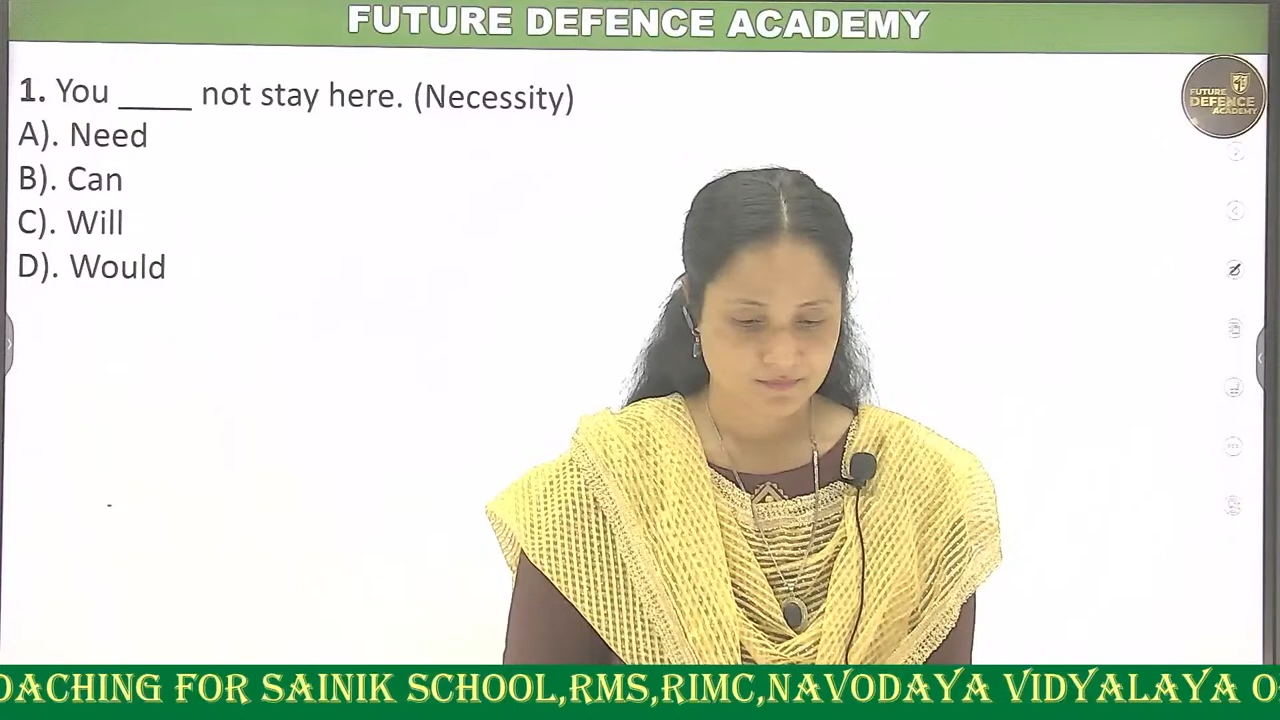 FUTURE DEFENCE ACADEMY
1. You ____ not stay here. (Necessity)
A). Need
B). Can
C). Will
D). Would
FUTURE
DEFENCE
ACADEMY
OACHING FOR SAINIK SCHOOL,RMS,RIMC,NAVODAYA VIDYALAYA O